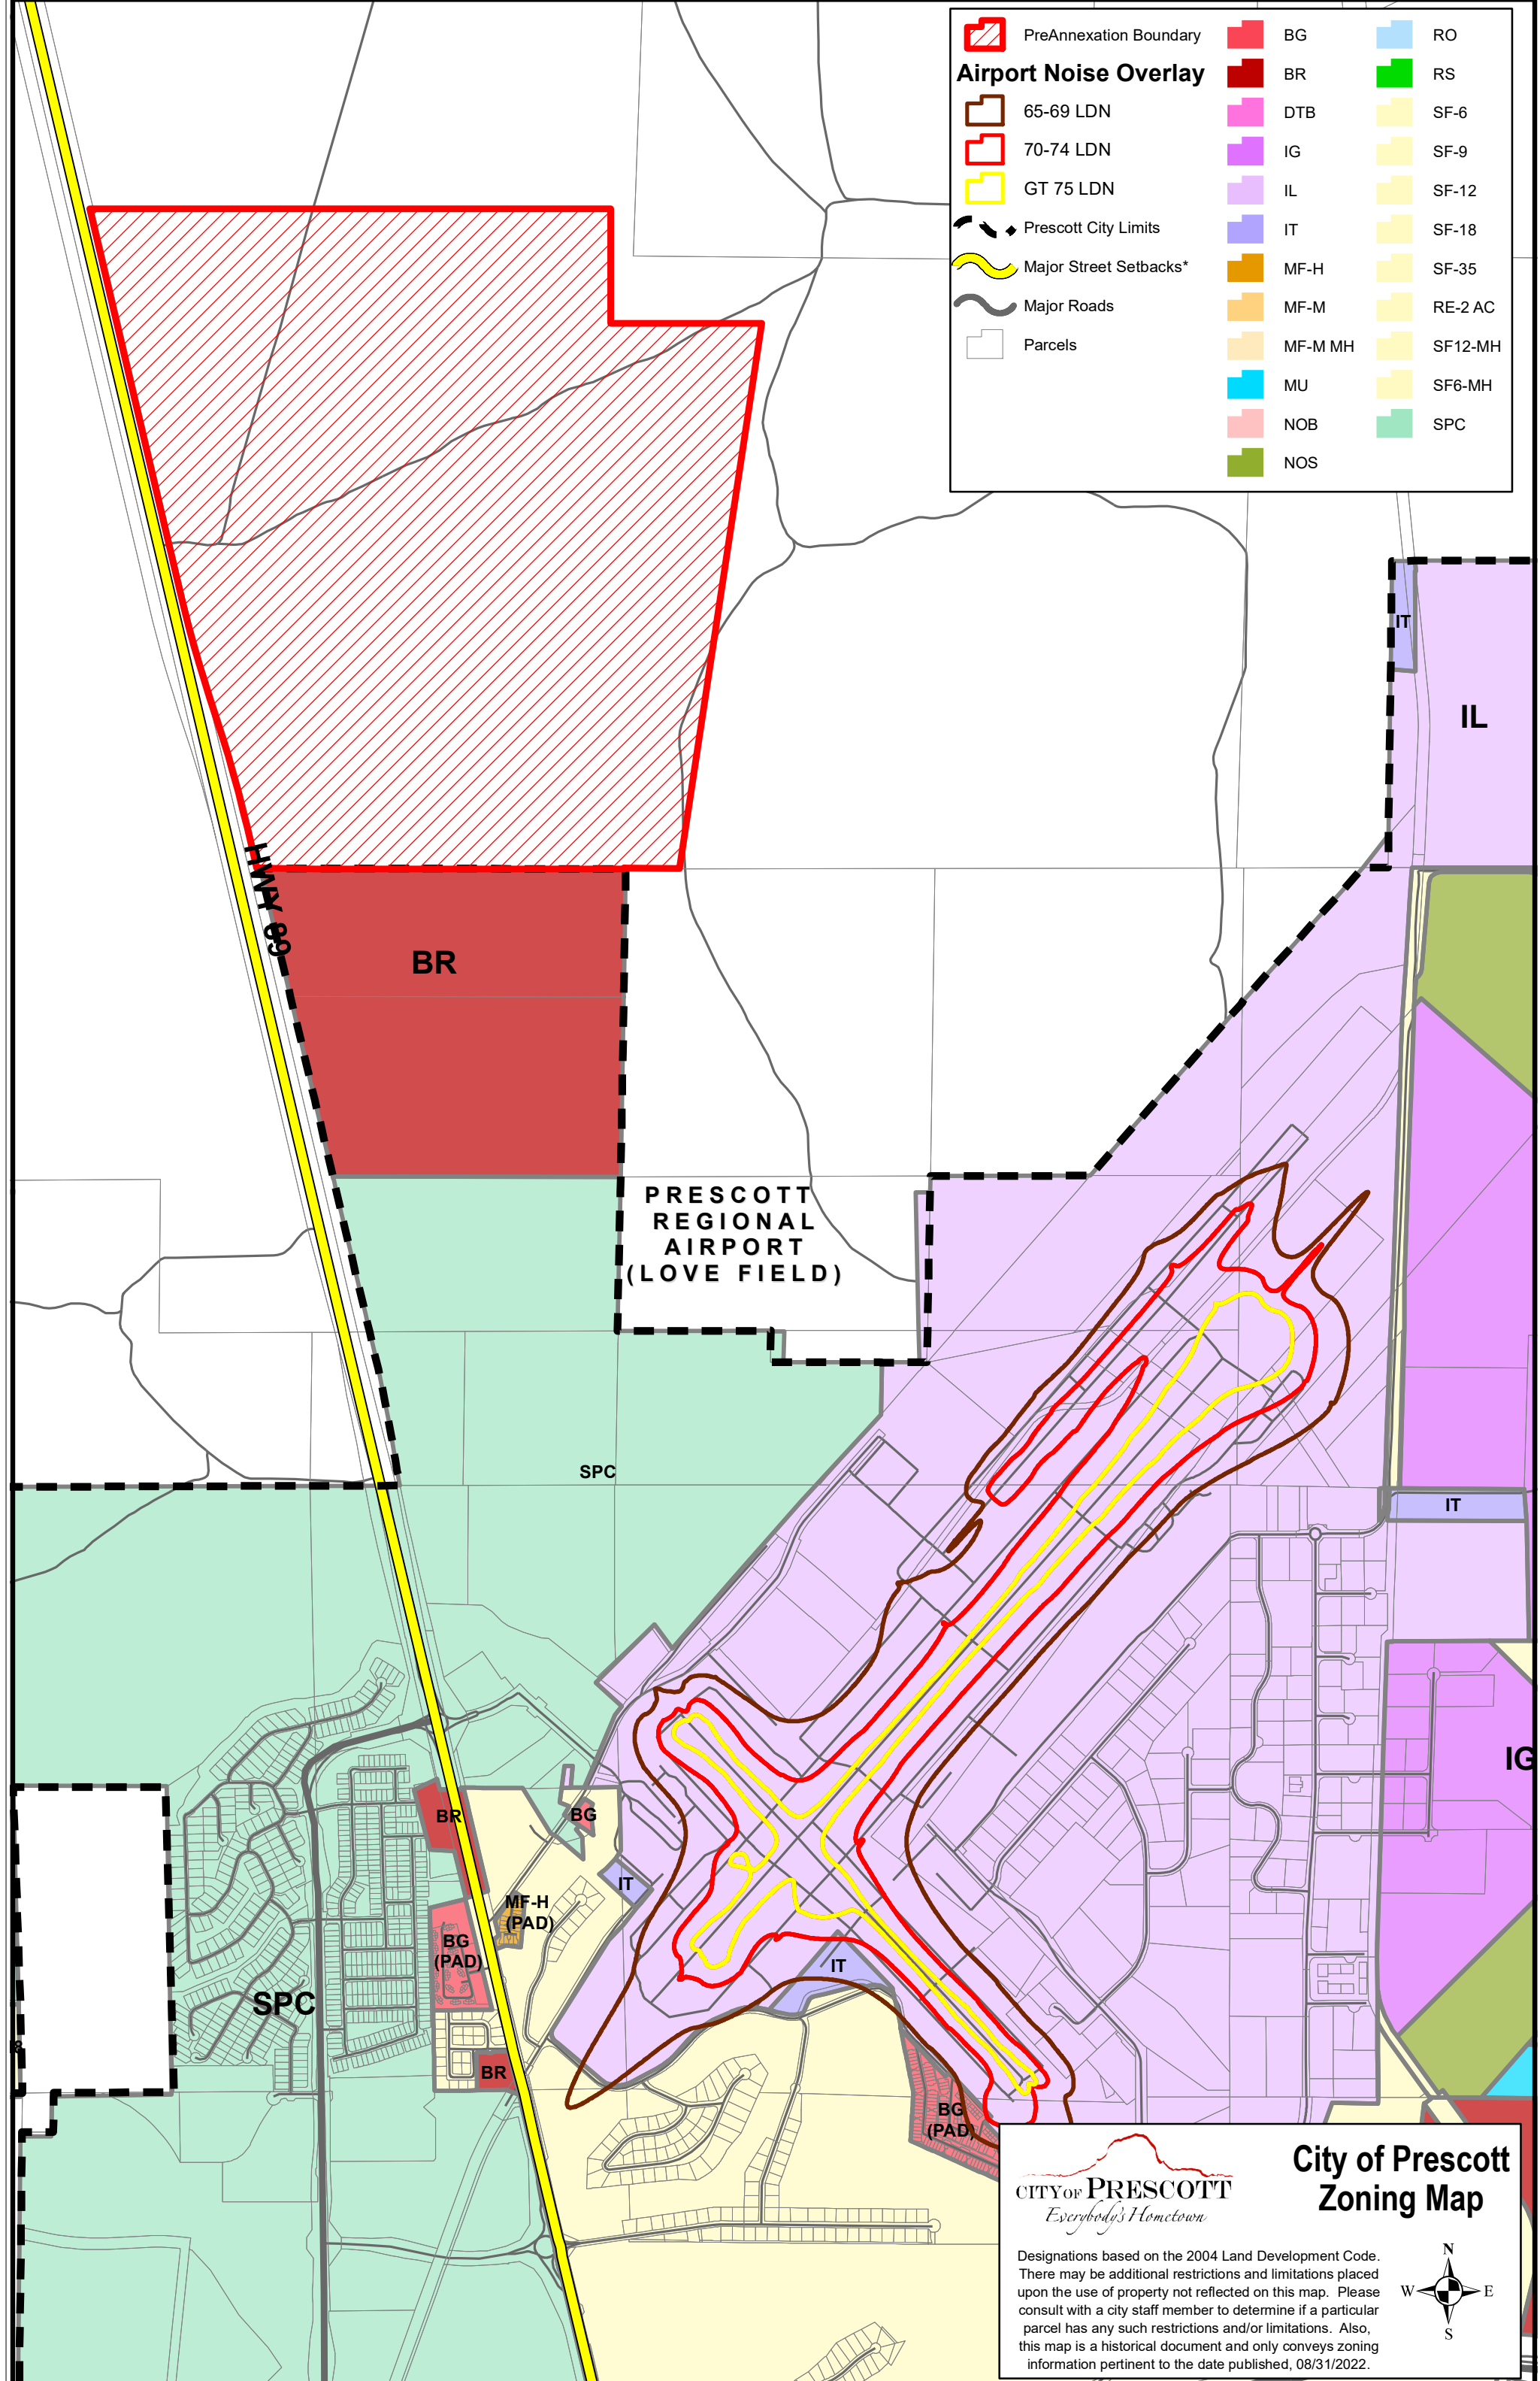 PreAnnexation Boundary
Airport Noise Overlay
65-69 LDN
70-74 LDN
GT 75 LDN
Prescott City Limits
Major Street Setbacks*
Major Roads
Parcels
BG
BR
DTB
IG
IL
IT
MF-H
MF-M
MF-M MH
MU
NOB
NOS
RO
RS
SF-6
SF-9
SF-12
SF-18
SF-35
RE-2 AC
SF12-MH
SF6-MH
SPC
IT
IL
HWY 89
BR
PRESCOTT
REGIONAL
AIRPORT
(LOVE FIELD)
SPC
IT
IG
BR
BG
IT
MF-H
(PAD)
BG
(PAD)
IT
SPC
BR
BG
(PAD)
CITY OF PRESCOTT
Everybody's Hometown
City of Prescott
Zoning Map
Designations based on the 2004 Land Development Code.
There may be additional restrictions and limitations placed
upon the use of property not reflected on this map. Please
consult with a city staff member to determine if a particular
parcel has any such restrictions and/or limitations. Also,
this map is a historical document and only conveys zoning
information pertinent to the date published, 08/31/2022.
N
W E
S